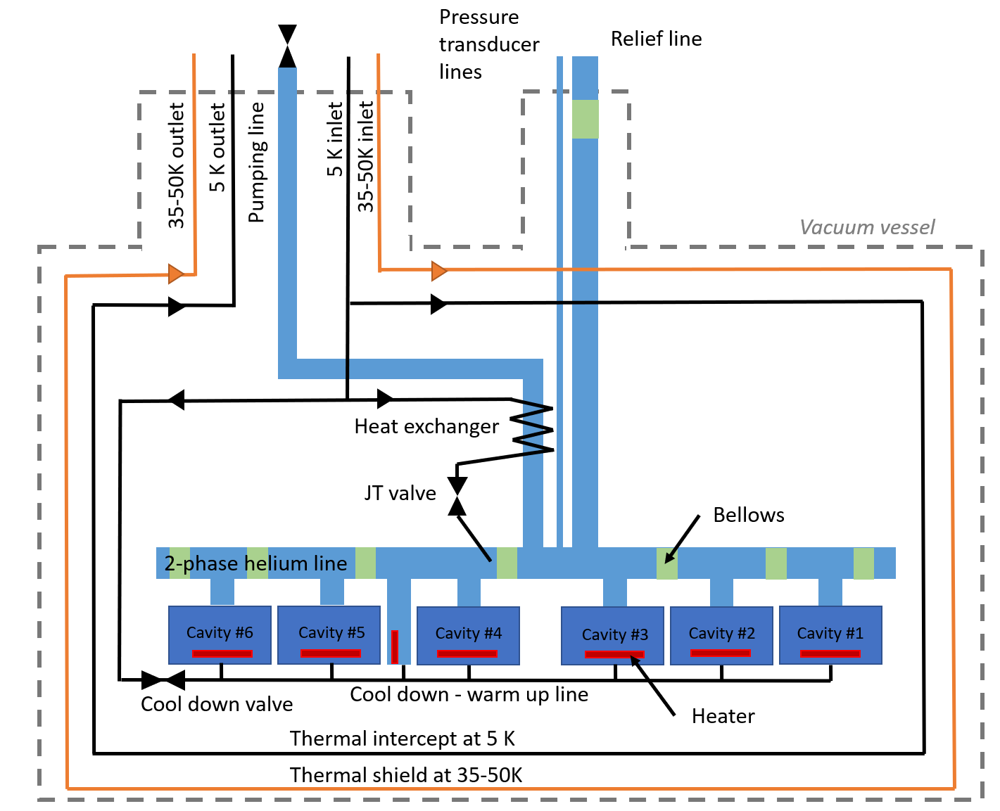 Pressure
transducer
lines
Relief line
35-50K outlet
5 K outlet
Pumping line
5 K inlet
35-50K inlet
Vacuum vessel
Heat exchanger
JT valve
Bellows
2-phase helium line
Cavity #6
Cavity #5
Cavity #4
Cavity #3
Cavity #2
Cavity #1
Cool down valve
Cool down - warm up line
Heater
Thermal intercept at 5 K
Thermal shield at 35-50K